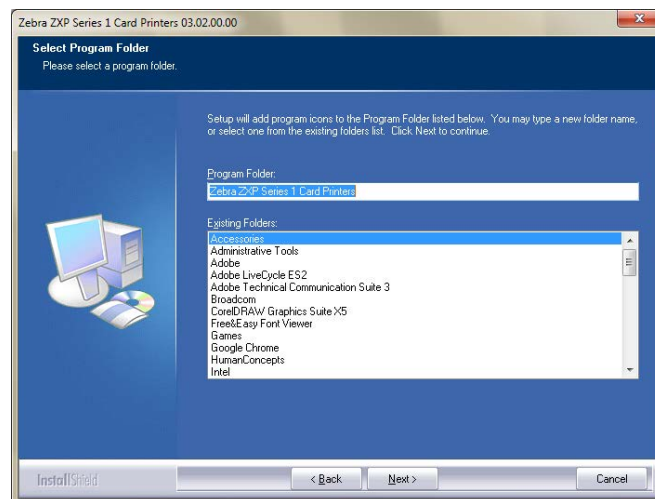 Zebra ZXP Series 1 Card Printers 03.02.00.00
Select Program Folder
Please select a program folder.
Setup will add program icons to the Program Folder listed below. You may type a new folder name,
or select one from the existing folders list. Click Next to continue.
Program Folder:
Zebra ZXP Series 1 Card Printers
Existing Folders:
Accessories
Administrative Tools
Adobe
Adobe LiveCycle ES2
Adobe Technical Communication Suite 3
Broadcom
CorelDRAW Graphics Suite X5
Free&Easy Font Viewer
Games
Google Chrome
HumanConcepts
Intel
InstallShield
< Back
Next >
Cancel